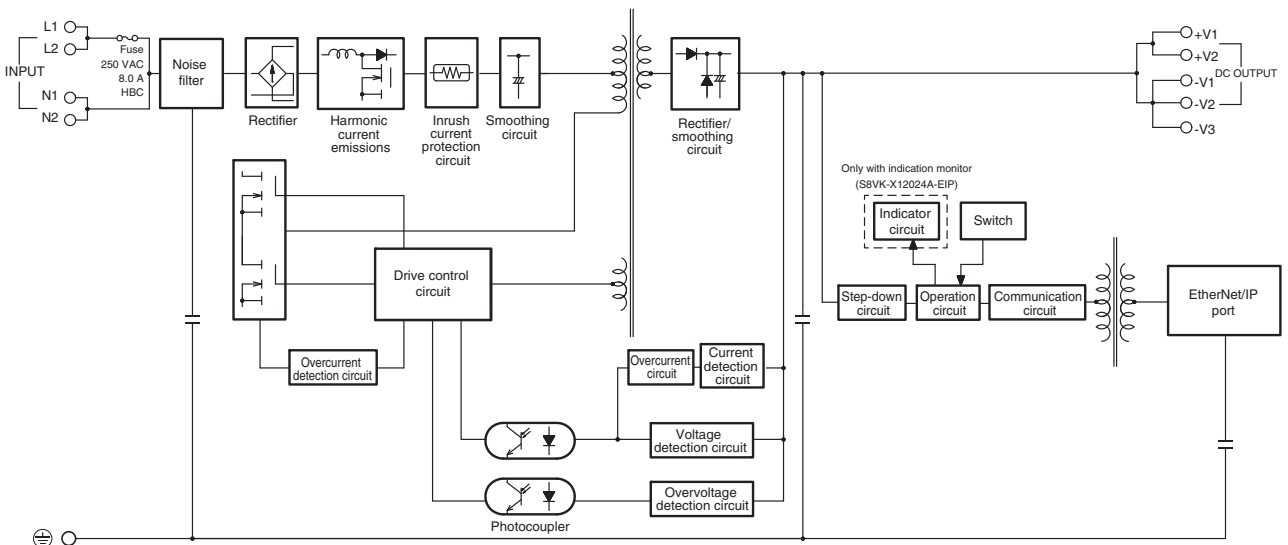 L1
L2
INPUT
N1
N2
Fuse
250 VAC
8.0 A
HBC
Noise
filter
Rectifier
Harmonic
current
emissions
Inrush
current
protection
circuit
Smoothing
circuit
Rectifier/
smoothing
circuit
+V1
+V2
DC OUTPUT
-V1
-V2
-V3
Only with indication monitor
(S8VK-X12024A-EIP)
Indicator
circuit
Switch
Drive control
circuit
Step-down
circuit
Operation
circuit
Communication
circuit
EtherNet/IP
port
Overcurrent
detection circuit
Overcurrent
circuit
Current
detection
circuit
Voltage
detection circuit
Overvoltage
detection circuit
Photocoupler